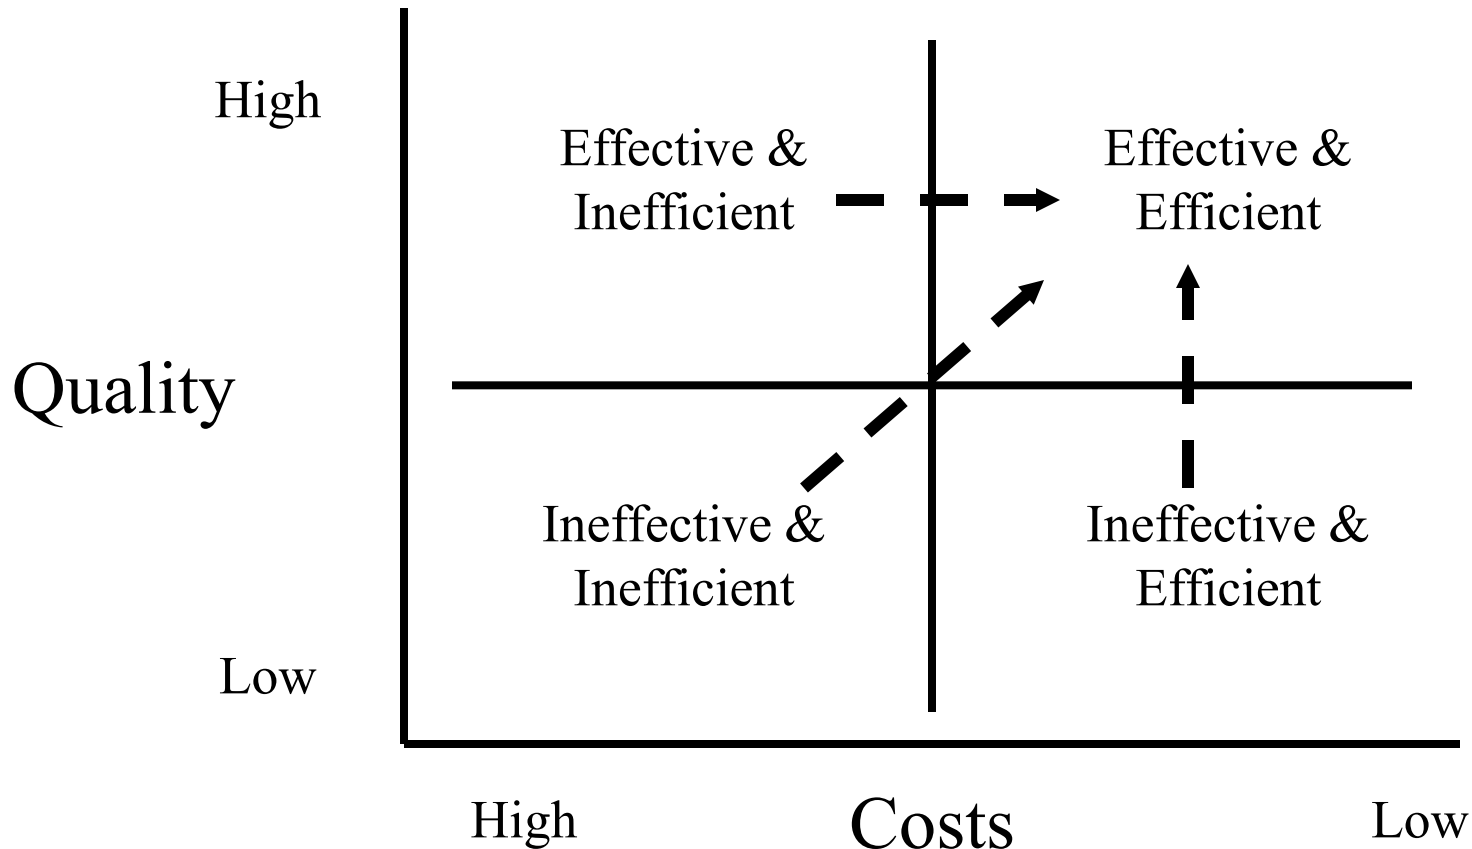 High
Effective &
Inefficient
Effective &
Efficient
Quality
Ineffective &
Inefficient
Ineffective &
Efficient
Low
High
Costs
Low